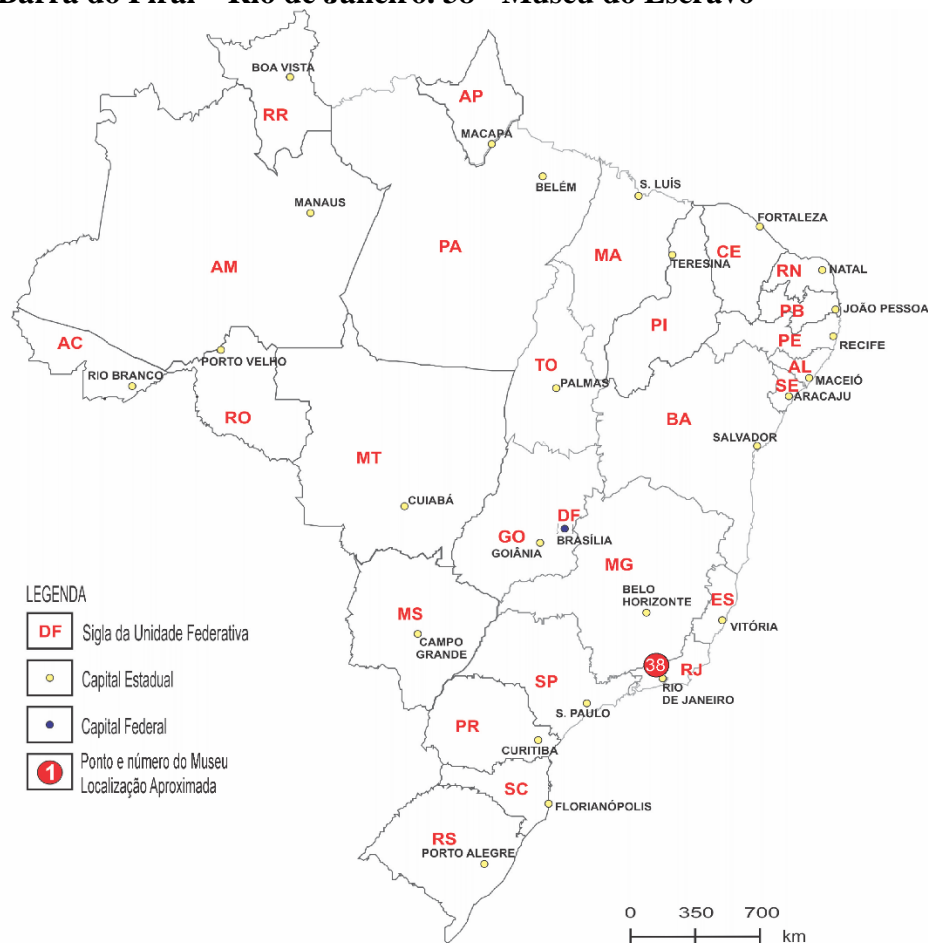 Barra do Piraí – Rio de Janeiro. 38 - Museu do Escravo
BOA VISTA
RR
AP
MACAPÁ
BELÉM
S. LUÍS
MANAUS
FORTALEZA
PA
MA
TERESINA
CE
RN
NATAL
AM
PB
JOÃO PESSOA
PI
PE
RECIFE
AC
PORTO VELHO
RIO BRANCO
TO
PALMAS
AL
MACEIÓ
SE
ARACAJU
RO
BA
SALVADOR
MT
CUIABÁ
DF
BRASÍLIA
GO
GOIÂNIA
MG
BELO
HORIZONTE
ES
VITÓRIA
MS
CAMPO
GRANDE
38
RJ
RIO
DE JANEIRO
SP
S. PAULO
PR
CURITIBA
SC
FLORIANÓPOLIS
RS
PORTO ALEGRE
LEGENDA
DF Sigla da Unidade Federativa
Capital Estadual
Capital Federal
1 Ponto e número do Museu
Localização Aproximada
0 350 700
km